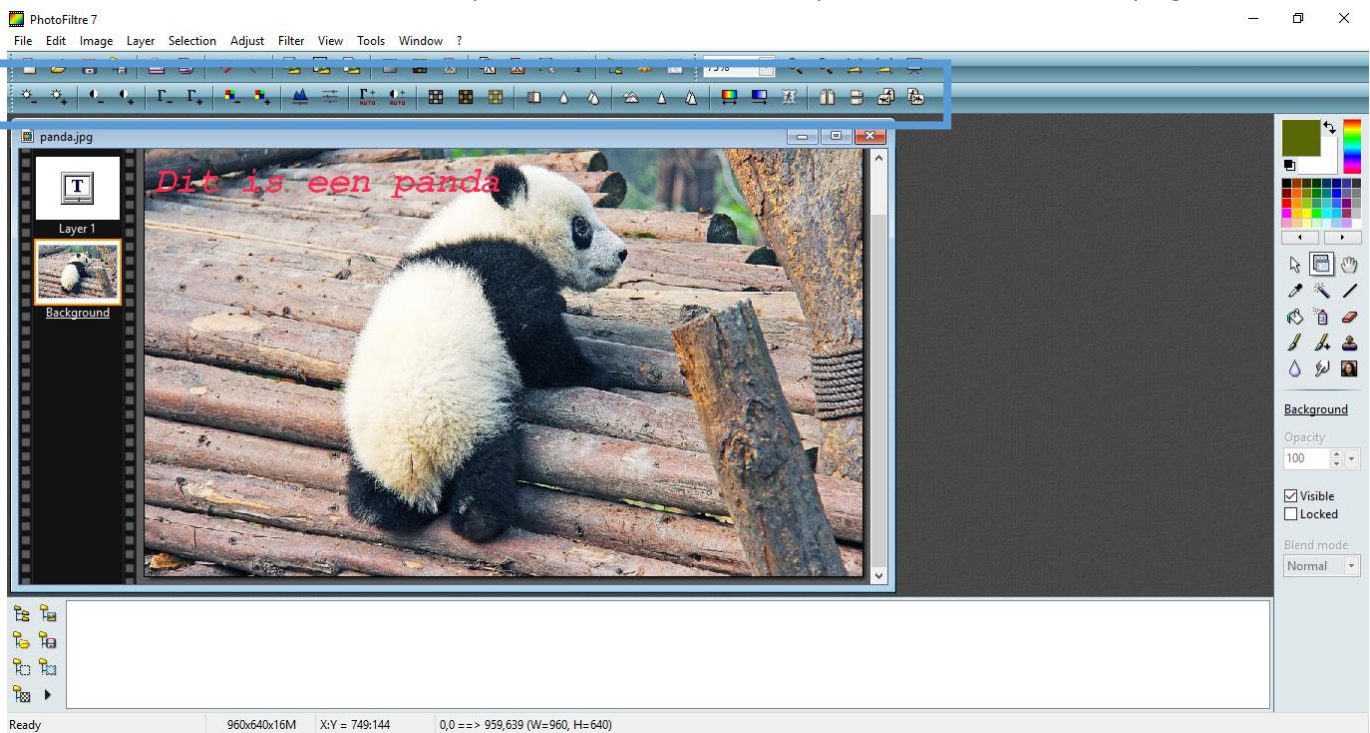 PhotoFiltre 7
File Edit Image Layer Selection Adjust Filter View Tools Window ?
panda.jpg
Dit is een panda
T
Layer 1
Background
Background
Opacity
100
Visible
Locked
Blend mode
Normal
Ready 960x640x16M X:Y = 749:144 0,0 ==> 959,639 (W=960, H=640)